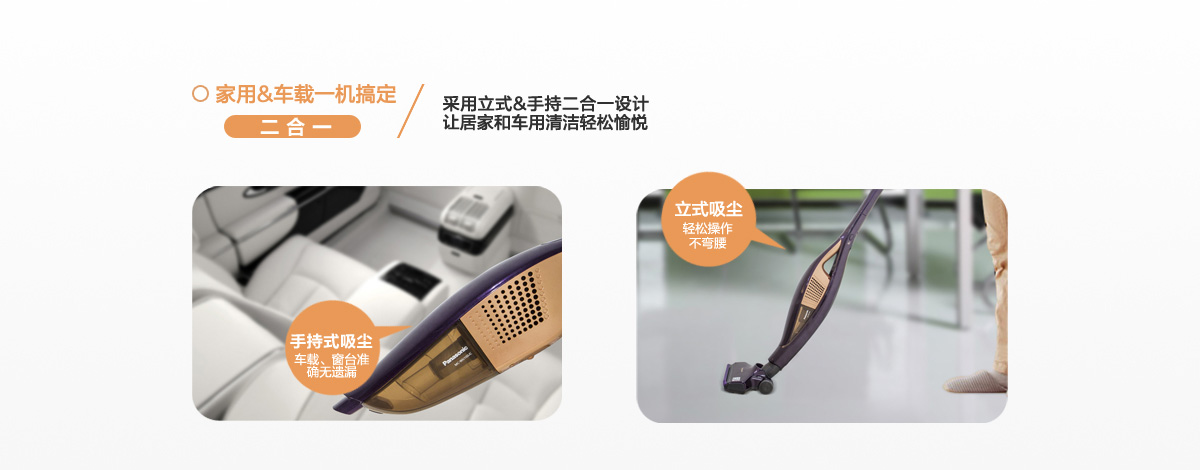 家用&车载一机搞定
二合一
采用立式&手持二合一设计
让居家和车用清洁轻松愉悦
手持式吸尘
车载、窗台准
确无遗漏
Panasonic
立式吸尘
轻松操作
不弯腰